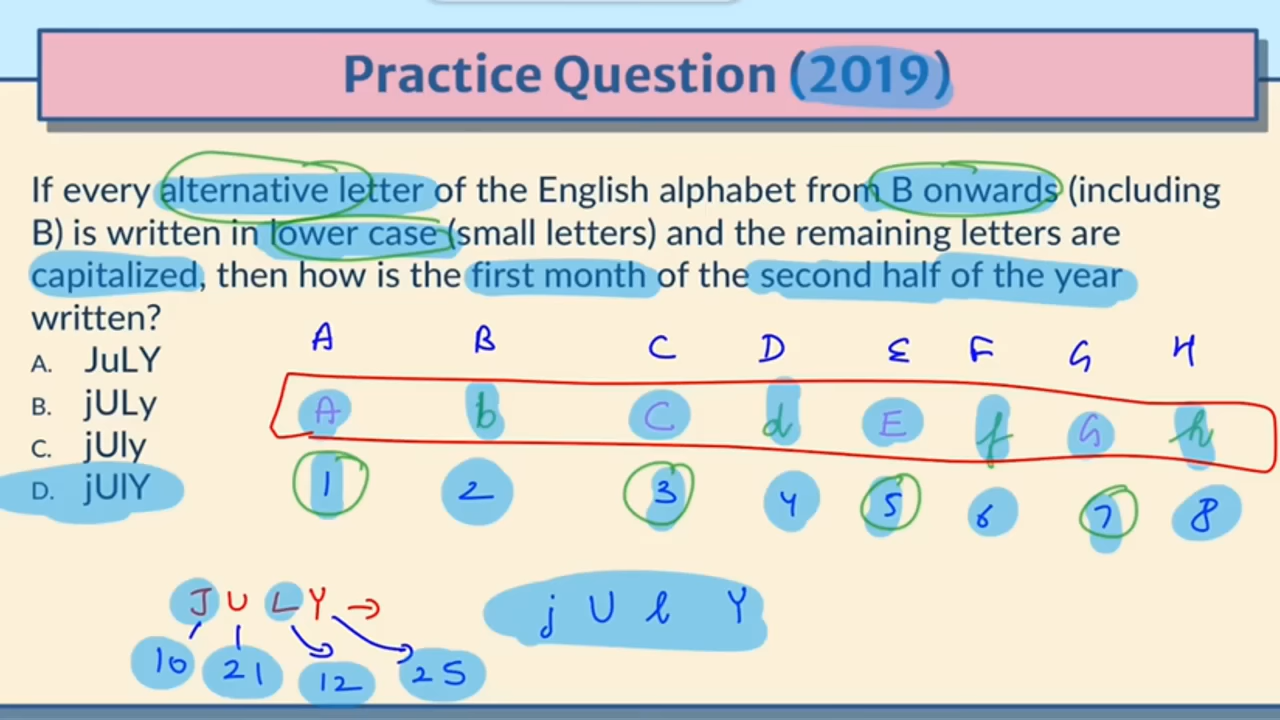 Practice Question (2019)
If every alternative letter of the English alphabet from B onwards (including
B) is written in lower case (small letters) and the remaining letters are
capitalized, then how is the first month of the second half of the year
written?
A B C D E F G H
A. JuLY
B. jULy
C. jUly
D. jUlY
A b C d E f G h
1 2 3 4 5 6 7 8
J U L Y →
j U l Y
10 21 12 25